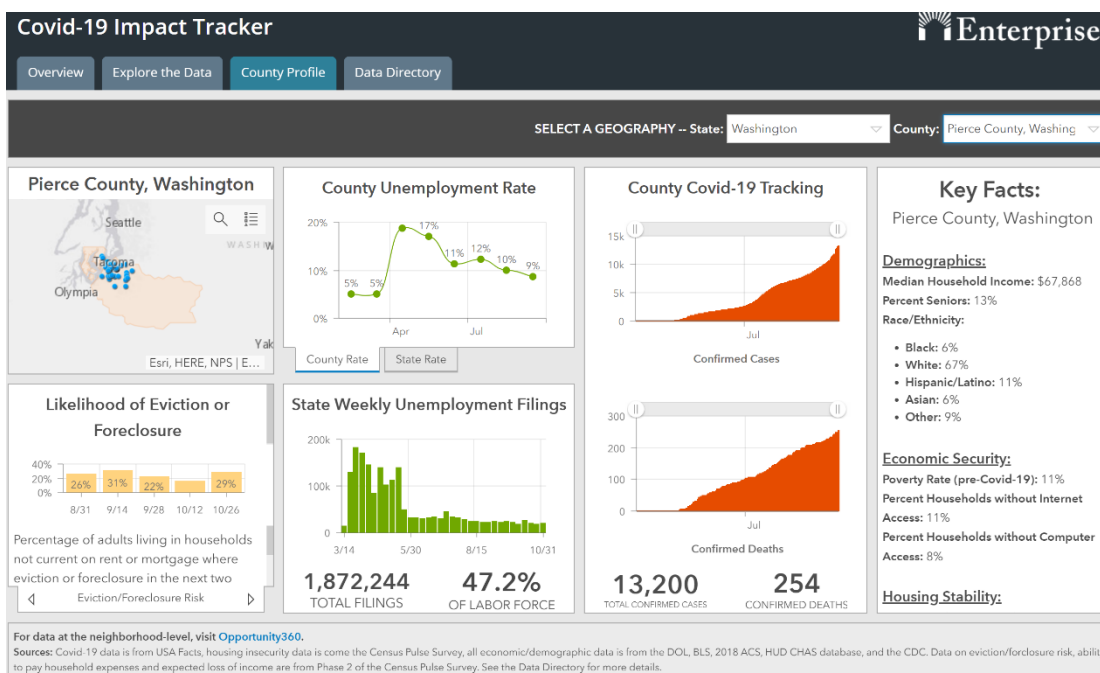 Covid-19 Impact Tracker
Enterprise
Overview
Explore the Data
County Profile
Data Directory
SELECT A GEOGRAPHY -- State:
Washington
County:
Pierce County, Washing
Pierce County, Washington
Seattle
WASHI
Tacoma
Olympia
Yak
Esri, HERE, NPS | E...
County Unemployment Rate
20%
10%
0%
5%
5%
17%
11%
12%
10%
9%
Apr
Jul
County Rate
State Rate
County Covid-19 Tracking
15k
10k
5k
0
Jul
Confirmed Cases
300
200
100
0
Jul
Confirmed Deaths
13,200
TOTAL CONFIRMED CASES
254
CONFIRMED DEATHS
Key Facts:
Pierce County, Washington
Demographics:
Median Household Income: $67,868
Percent Seniors: 13%
Race/Ethnicity:
• Black: 6%
• White: 67%
• Hispanic/Latino: 11%
• Asian: 6%
• Other: 9%
Economic Security:
Poverty Rate (pre-Covid-19): 11%
Percent Households without Internet
Access: 11%
Percent Households without Computer
Access: 8%
Housing Stability:
Likelihood of Eviction or
Foreclosure
40%
20%
0%
26%
31%
22%
29%
8/31
9/14
9/28
10/12
10/26
Percentage of adults living in households
not current on rent or mortgage where
eviction or foreclosure in the next two
Eviction/Foreclosure Risk
State Weekly Unemployment Filings
200k
100k
0
3/14
5/30
8/15
10/31
1,872,244
TOTAL FILINGS
47.2%
OF LABOR FORCE
For data at the neighborhood-level, visit Opportunity360.
Sources: Covid-19 data is from USA Facts, housing insecurity data is come the Census Pulse Survey, all economic/demographic data is from the DOL, BLS, 2018 ACS, HUD CHAS database, and the CDC. Data on eviction/forclosure risk, abilit
to pay household expenses and expected loss of income are from Phase 2 of the Census Pulse Survey. See the Data Directory for more details.